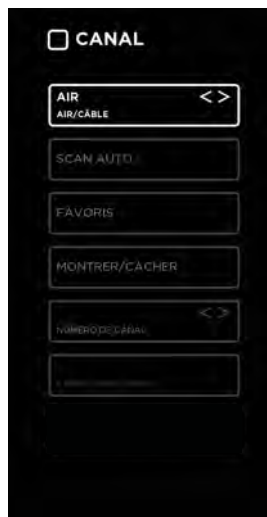 CANAL
AIR < >
AIR/CÂBLE
SCAN AUTO
FAVORIS
MONTRER/CACHER
< >
NUMÉRO DE CANAL